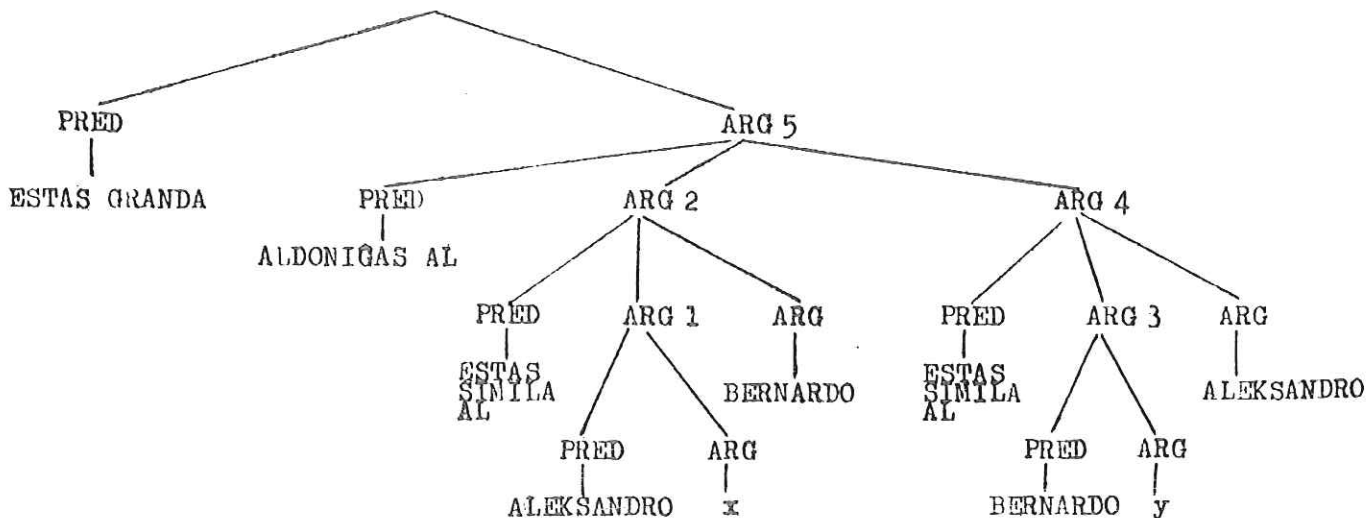 PRED ARG 5
ESTAS GRANDA PRED ARG 2 ARG 4
ALDONIĜAS AL
PRED ARG 1 ARG PRED ARG 3 ARG
ESTAS SIMILA AL BERNARDO ESTAS SIMILA AL ALEKSANDRO
PRED ARG PRED ARG
ALEKSANDRO x BERNARDO y